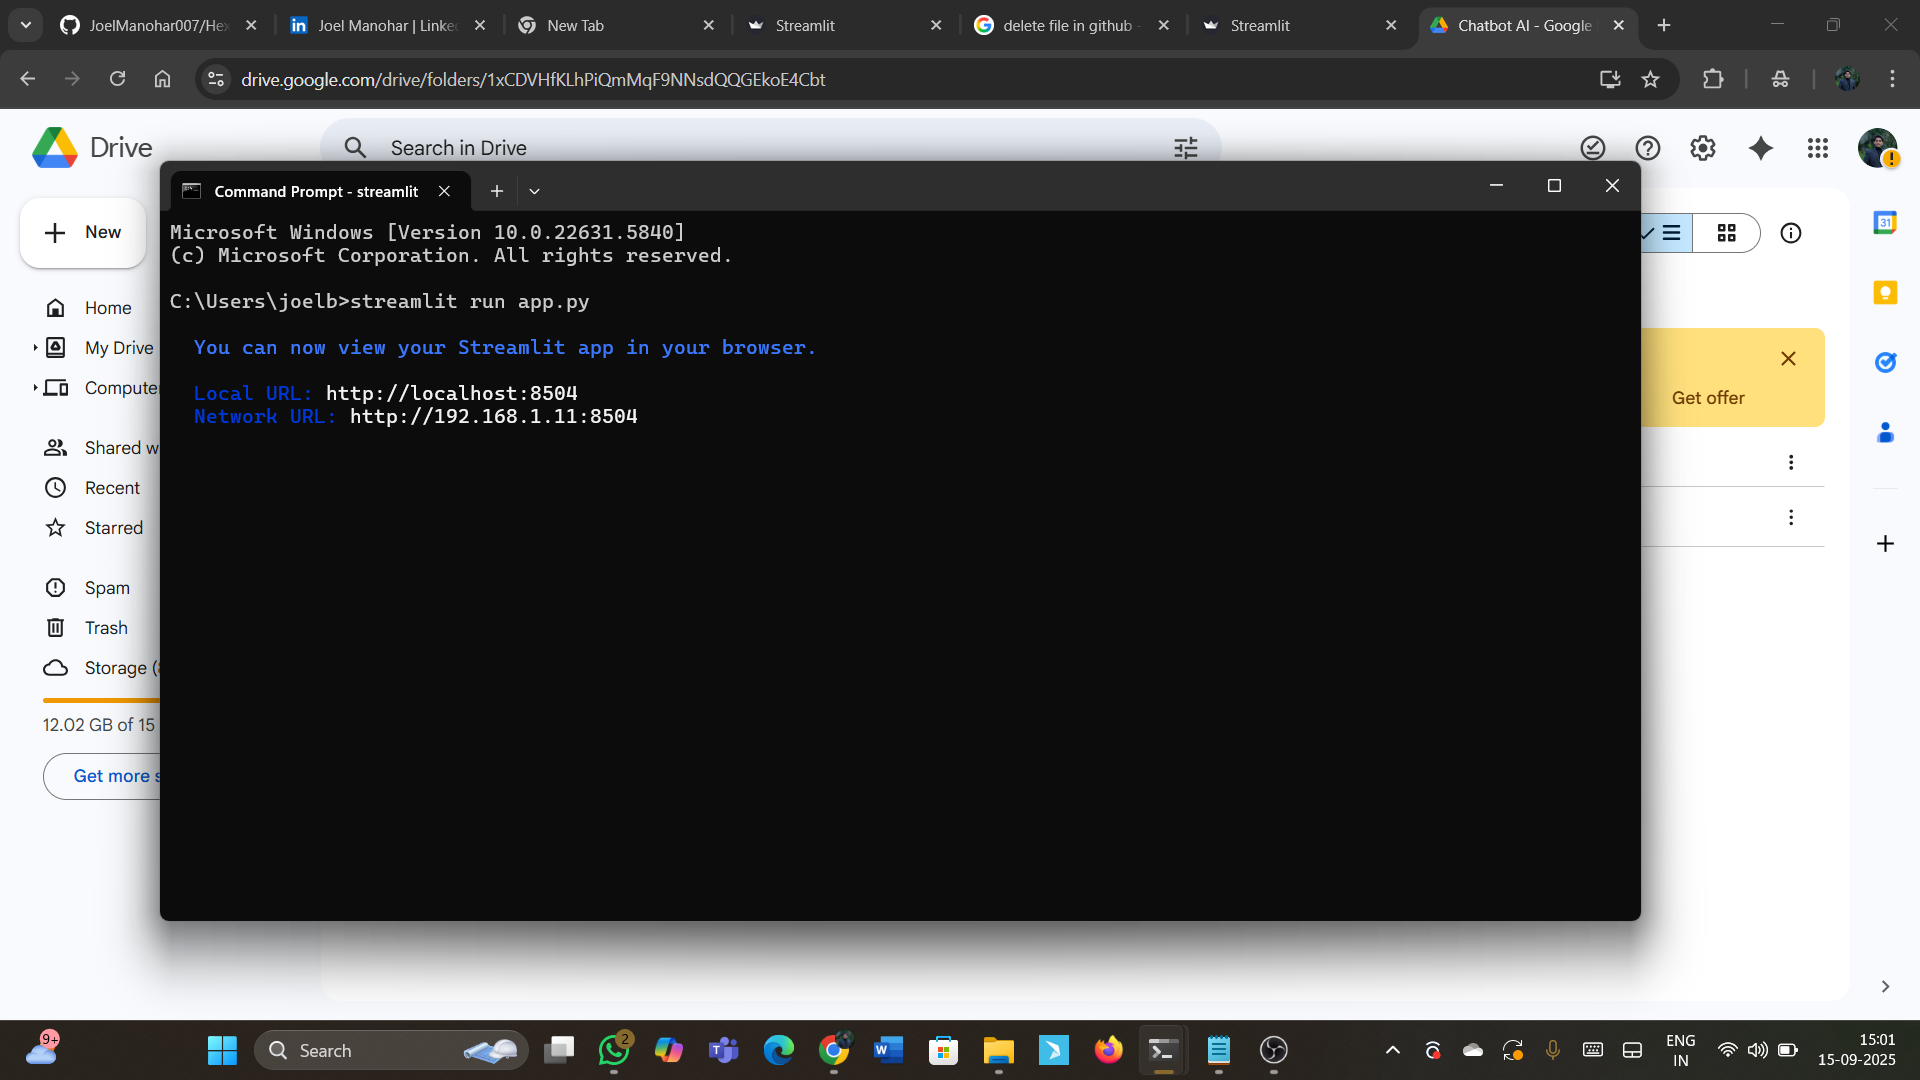 JoelManohar007/Hex
Joel Manohar | Linke
New Tab
Streamlit
delete file in github -
Streamlit
Chatbot AI - Google
drive.google.com/drive/folders/1xCDVHfKLhPiQmMqF9NNsdQQGEkoE4Cbt
Drive
Search in Drive
Command Prompt - streamlit
New
Microsoft Windows [Version 10.0.22631.5840]
(c) Microsoft Corporation. All rights reserved.
C:\Users\joelb>streamlit run app.py
You can now view your Streamlit app in your browser.
Local URL: http://localhost:8504
Network URL: http://192.168.1.11:8504
Home
My Drive
Compute
Shared w
Recent
Starred
Spam
Trash
Storage (
12.02 GB of 15
Get more s
Get offer
31
9+
Search
2
ENG
IN
15:01
15-09-2025